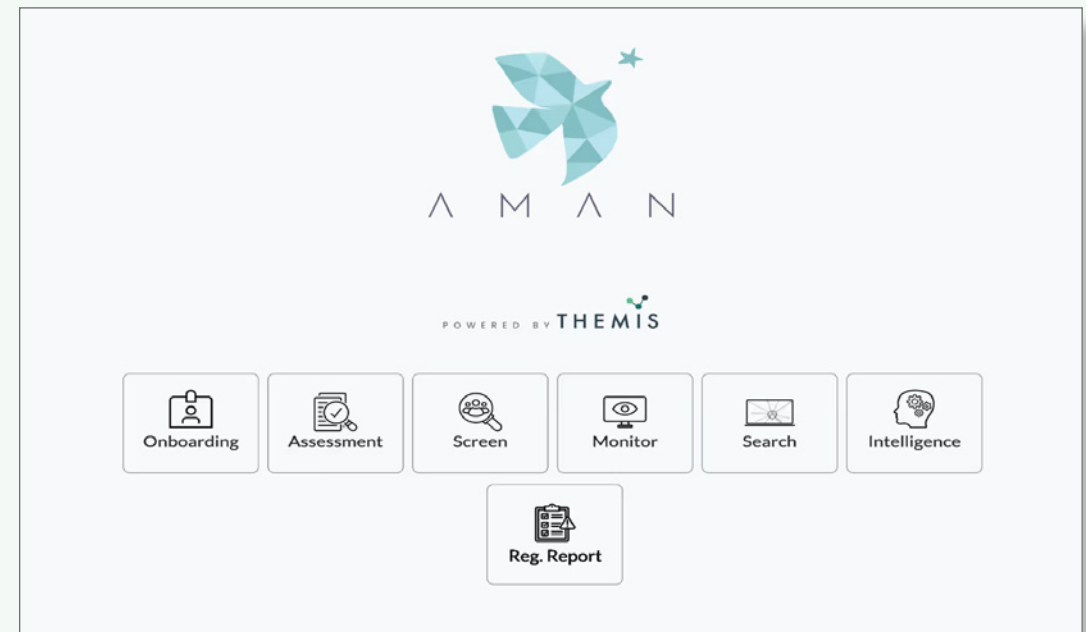 AMAN
POWERED BY THEMIS
Onboarding
Assessment
Screen
Monitor
Search
Intelligence
Reg. Report